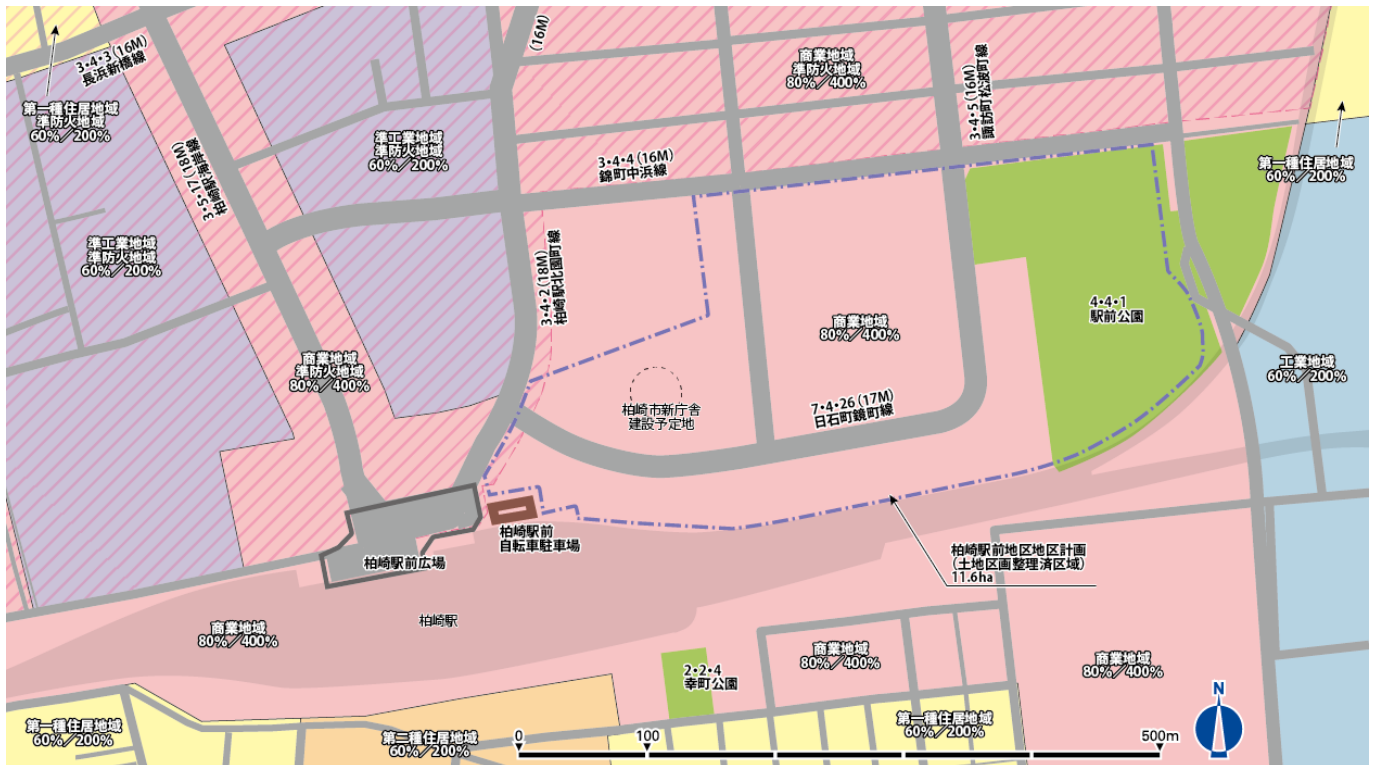 3・4・3(16M)
長浜新橋線
第一種住居地域
準防火地域
60%/200%
3・5・17(18M)
柏崎駅海岸線
準工業地域
準防火地域
60%/200%
準工業地域
準防火地域
60%/200%
(16M)
商業地域
準防火地域
80%/400%
3・4・5(16M)
諏訪町松波町線
3・4・4(16M)
錦町中浜線
第一種住居地域
60%/200%
3・4・2(18M)
柏崎駅北園町線
4・4・1
駅前公園
商業地域
80%/400%
商業地域
準防火地域
80%/400%
工業地域
60%/200%
柏崎市新庁舎
建設予定地
7・4・26(17M)
日石町鏡町線
柏崎駅前
自転車駐車場
柏崎駅前広場
柏崎駅前地区地区計画
(土地区画整理済区域)
11.6ha
柏崎駅
商業地域
80%/400%
商業地域
80%/400%
商業地域
80%/400%
2・2・4
幸町公園
第一種住居地域
60%/200%
第二種住居地域
60%/200%
第一種住居地域
60%/200%
0
100
500m
N